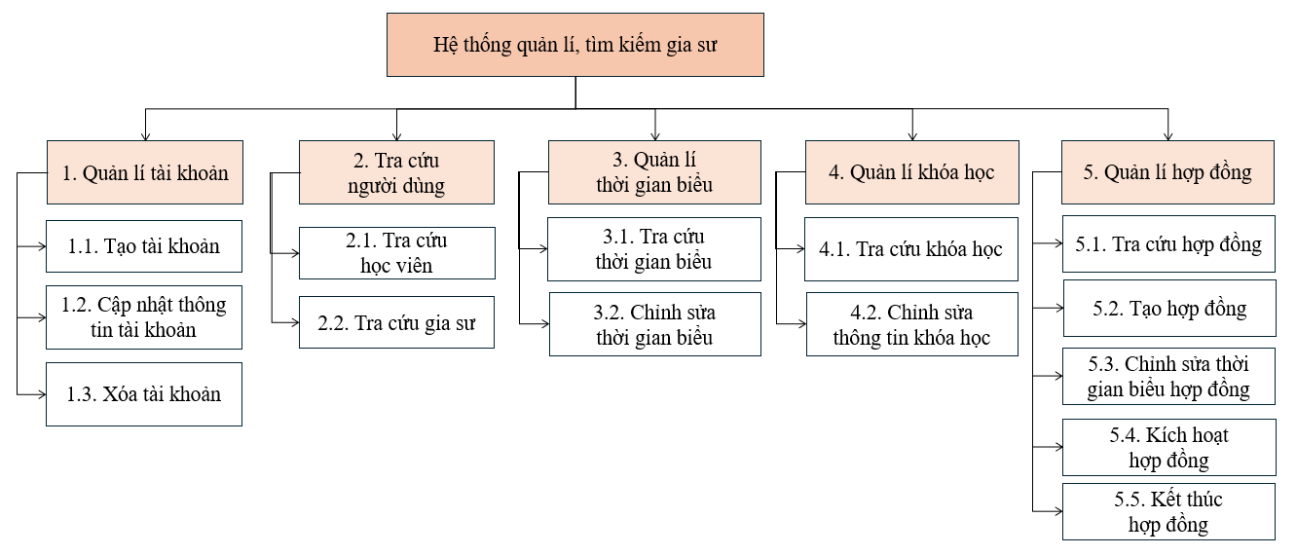 Hệ thống quản lí, tìm kiếm gia sư
1. Quản lí tài khoản
1.1. Tạo tài khoản
1.2. Cập nhật thông
tin tài khoản
1.3. Xóa tài khoản
2. Tra cứu
người dùng
2.1. Tra cứu
học viên
2.2. Tra cứu gia sư
3. Quản lí
thời gian biểu
3.1. Tra cứu
thời gian biểu
3.2. Chỉnh sửa
thời gian biểu
4. Quản lí khóa học
4.1. Tra cứu khóa học
4.2. Chỉnh sửa
thông tin khóa học
5. Quản lí hợp đồng
5.1. Tra cứu hợp đồng
5.2. Tạo hợp đồng
5.3. Chỉnh sửa thời
gian biểu hợp đồng
5.4. Kích hoạt
hợp đồng
5.5. Kết thúc
hợp đồng